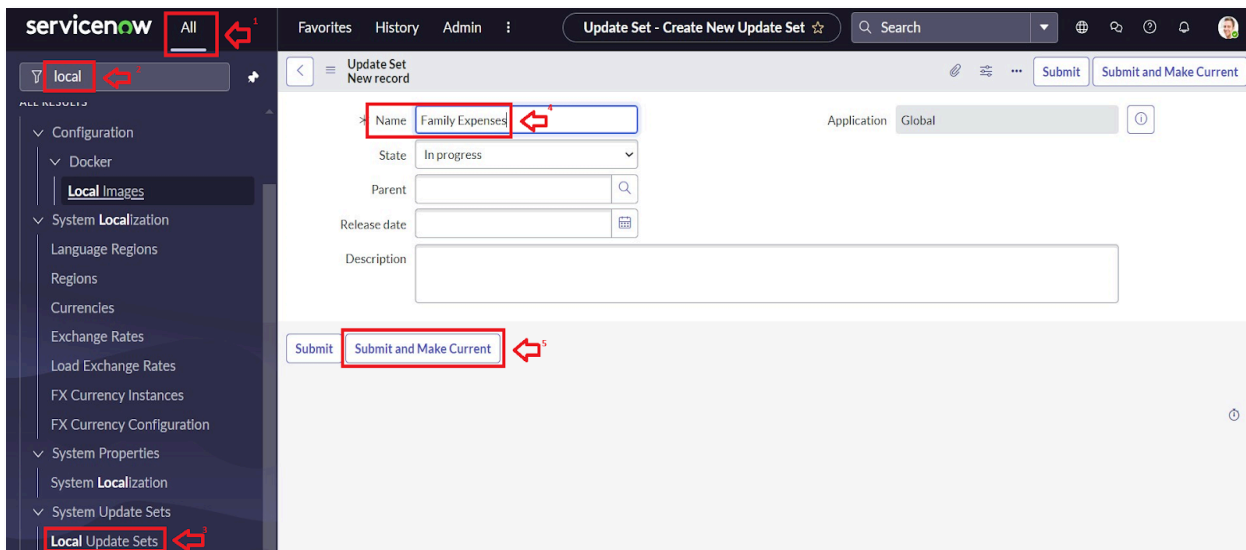 servicenow All 1 Favorites History Admin Update Set - Create New Update Set Search
local 2
ALL RESULTS
Configuration
Docker
Local Images
System Localization
Language Regions
Regions
Currencies
Exchange Rates
Load Exchange Rates
FX Currency Instances
FX Currency Configuration
System Properties
System Localization
System Update Sets
Local Update Sets 3
Update Set
New record
Submit Submit and Make Current
Name Family Expenses 4
Application Global
State In progress
Parent
Release date
Description
Submit Submit and Make Current 5